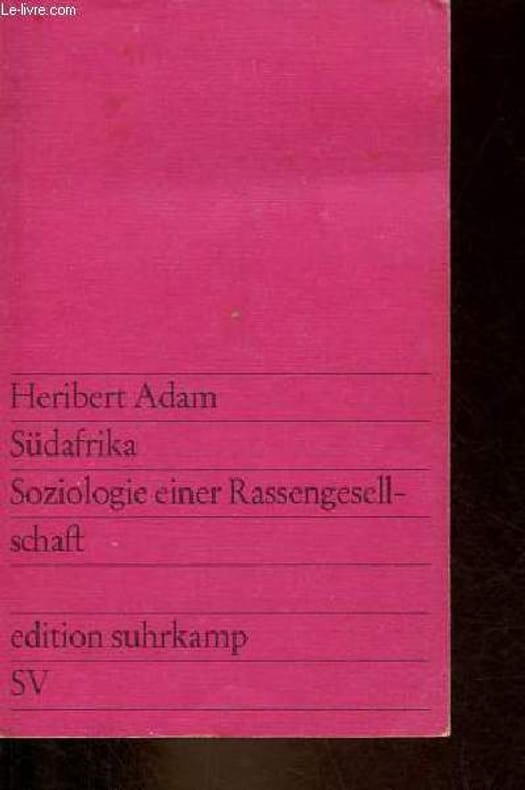 Le-livre.com
Heribert Adam
Südafrika
Soziologie einer Rassengesell-
schaft
edition suhrkamp
SV